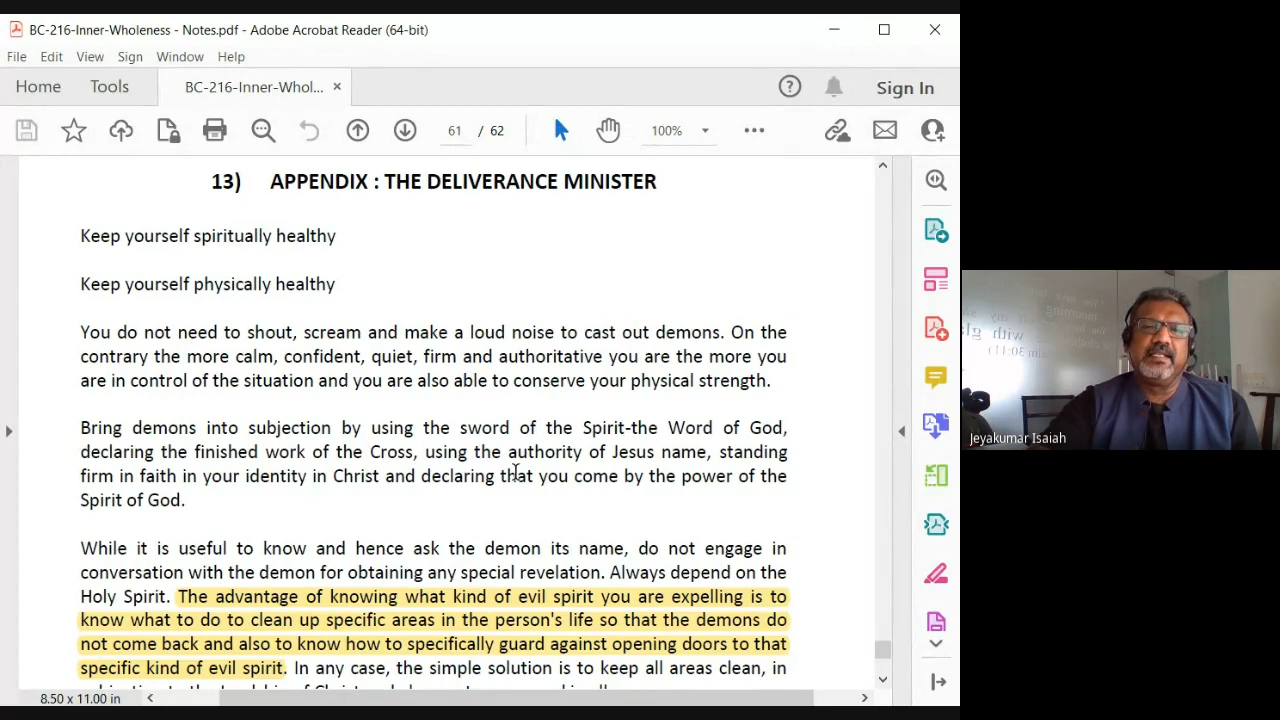 BC-216-Inner-Wholeness - Notes.pdf - Adobe Acrobat Reader (64-bit)
File Edit View Sign Window Help
Home Tools BC-216-Inner-Whol... × Sign In
61 / 62 100%
13) APPENDIX : THE DELIVERANCE MINISTER
Keep yourself spiritually healthy
Keep yourself physically healthy
You do not need to shout, scream and make a loud noise to cast out demons. On the
contrary the more calm, confident, quiet, firm and authoritative you are the more you
are in control of the situation and you are also able to conserve your physical strength.
Bring demons into subjection by using the sword of the Spirit-the Word of God,
declaring the finished work of the Cross, using the authority of Jesus name, standing
firm in faith in your identity in Christ and declaring that you come by the power of the
Spirit of God.
While it is useful to know and hence ask the demon its name, do not engage in
conversation with the demon for obtaining any special revelation. Always depend on the
Holy Spirit. The advantage of knowing what kind of evil spirit you are expelling is to
know what to do to clean up specific areas in the person's life so that the demons do
not come back and also to know how to specifically guard against opening doors to that
specific kind of evil spirit. In any case, the simple solution is to keep all areas clean, in
8.50 x 11.00 in
Jeyakumar Isaiah